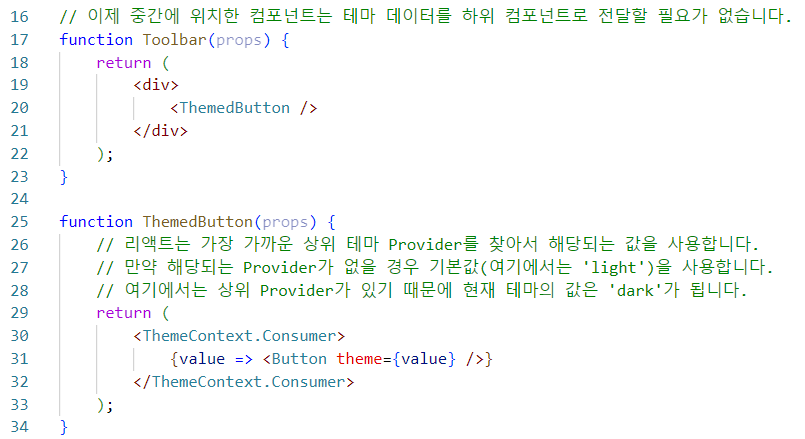 16 // 이제 중간에 위치한 컴포넌트는 테마 데이터를 하위 컴포넌트로 전달할 필요가 없습니다.
17 function Toolbar(props) {
18     return (
19         <div>
20             <ThemedButton />
21         </div>
22     );
23 }
24
25 function ThemedButton(props) {
26     // 리액트는 가장 가까운 상위 테마 Provider를 찾아서 해당되는 값을 사용합니다.
27     // 만약 해당되는 Provider가 없을 경우 기본값(여기에서는 'light')을 사용합니다.
28     // 여기에서는 상위 Provider가 있기 때문에 현재 테마의 값은 'dark'가 됩니다.
29     return (
30         <ThemeContext.Consumer>
31             {value => <Button theme={value} />}
32         </ThemeContext.Consumer>
33     );
34 }